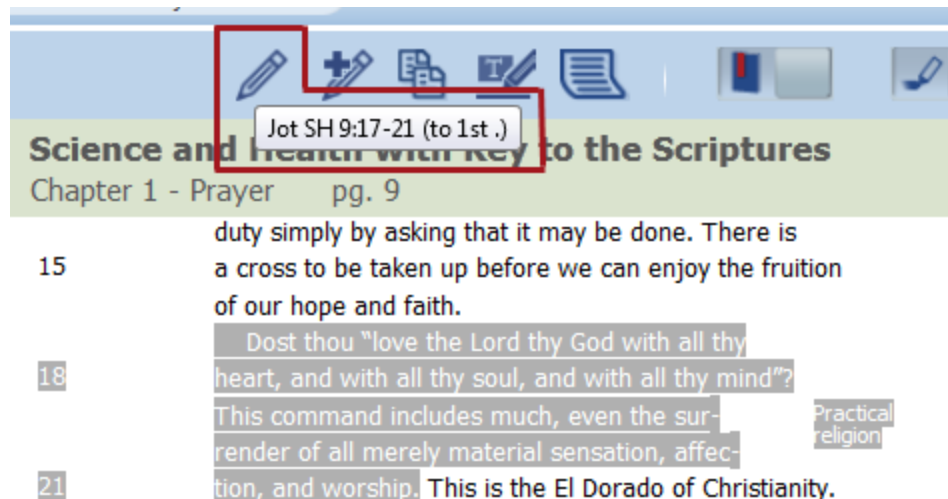 Jot SH 9:17-21 (to 1st .)
Science and Health with Key to the Scriptures
Chapter 1 - Prayer pg. 9
duty simply by asking that it may be done. There is
15 a cross to be taken up before we can enjoy the fruition
of our hope and faith.
Dost thou “love the Lord thy God with all thy
18 heart, and with all thy soul, and with all thy mind”?
This command includes much, even the sur-
Practical
religion
render of all merely material sensation, affec-
21 tion, and worship. This is the El Dorado of Christianity.